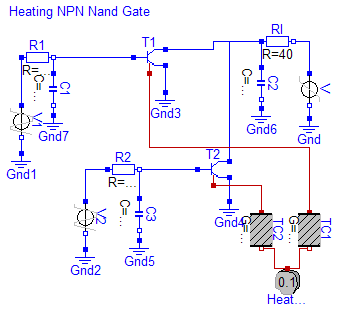 Heating NPN Nand Gate
R1
T1
Rl
R=...
R=40
C=...
C1
C=...
C2
V
V1
Gnd7
Gnd3
Gnd6
Gnd
Gnd1
R2
T2
R=...
C=...
C3
V2
Gnd4
G=...
TC2
G=...
TC1
Gnd2
Gnd5
0.1
Heat...